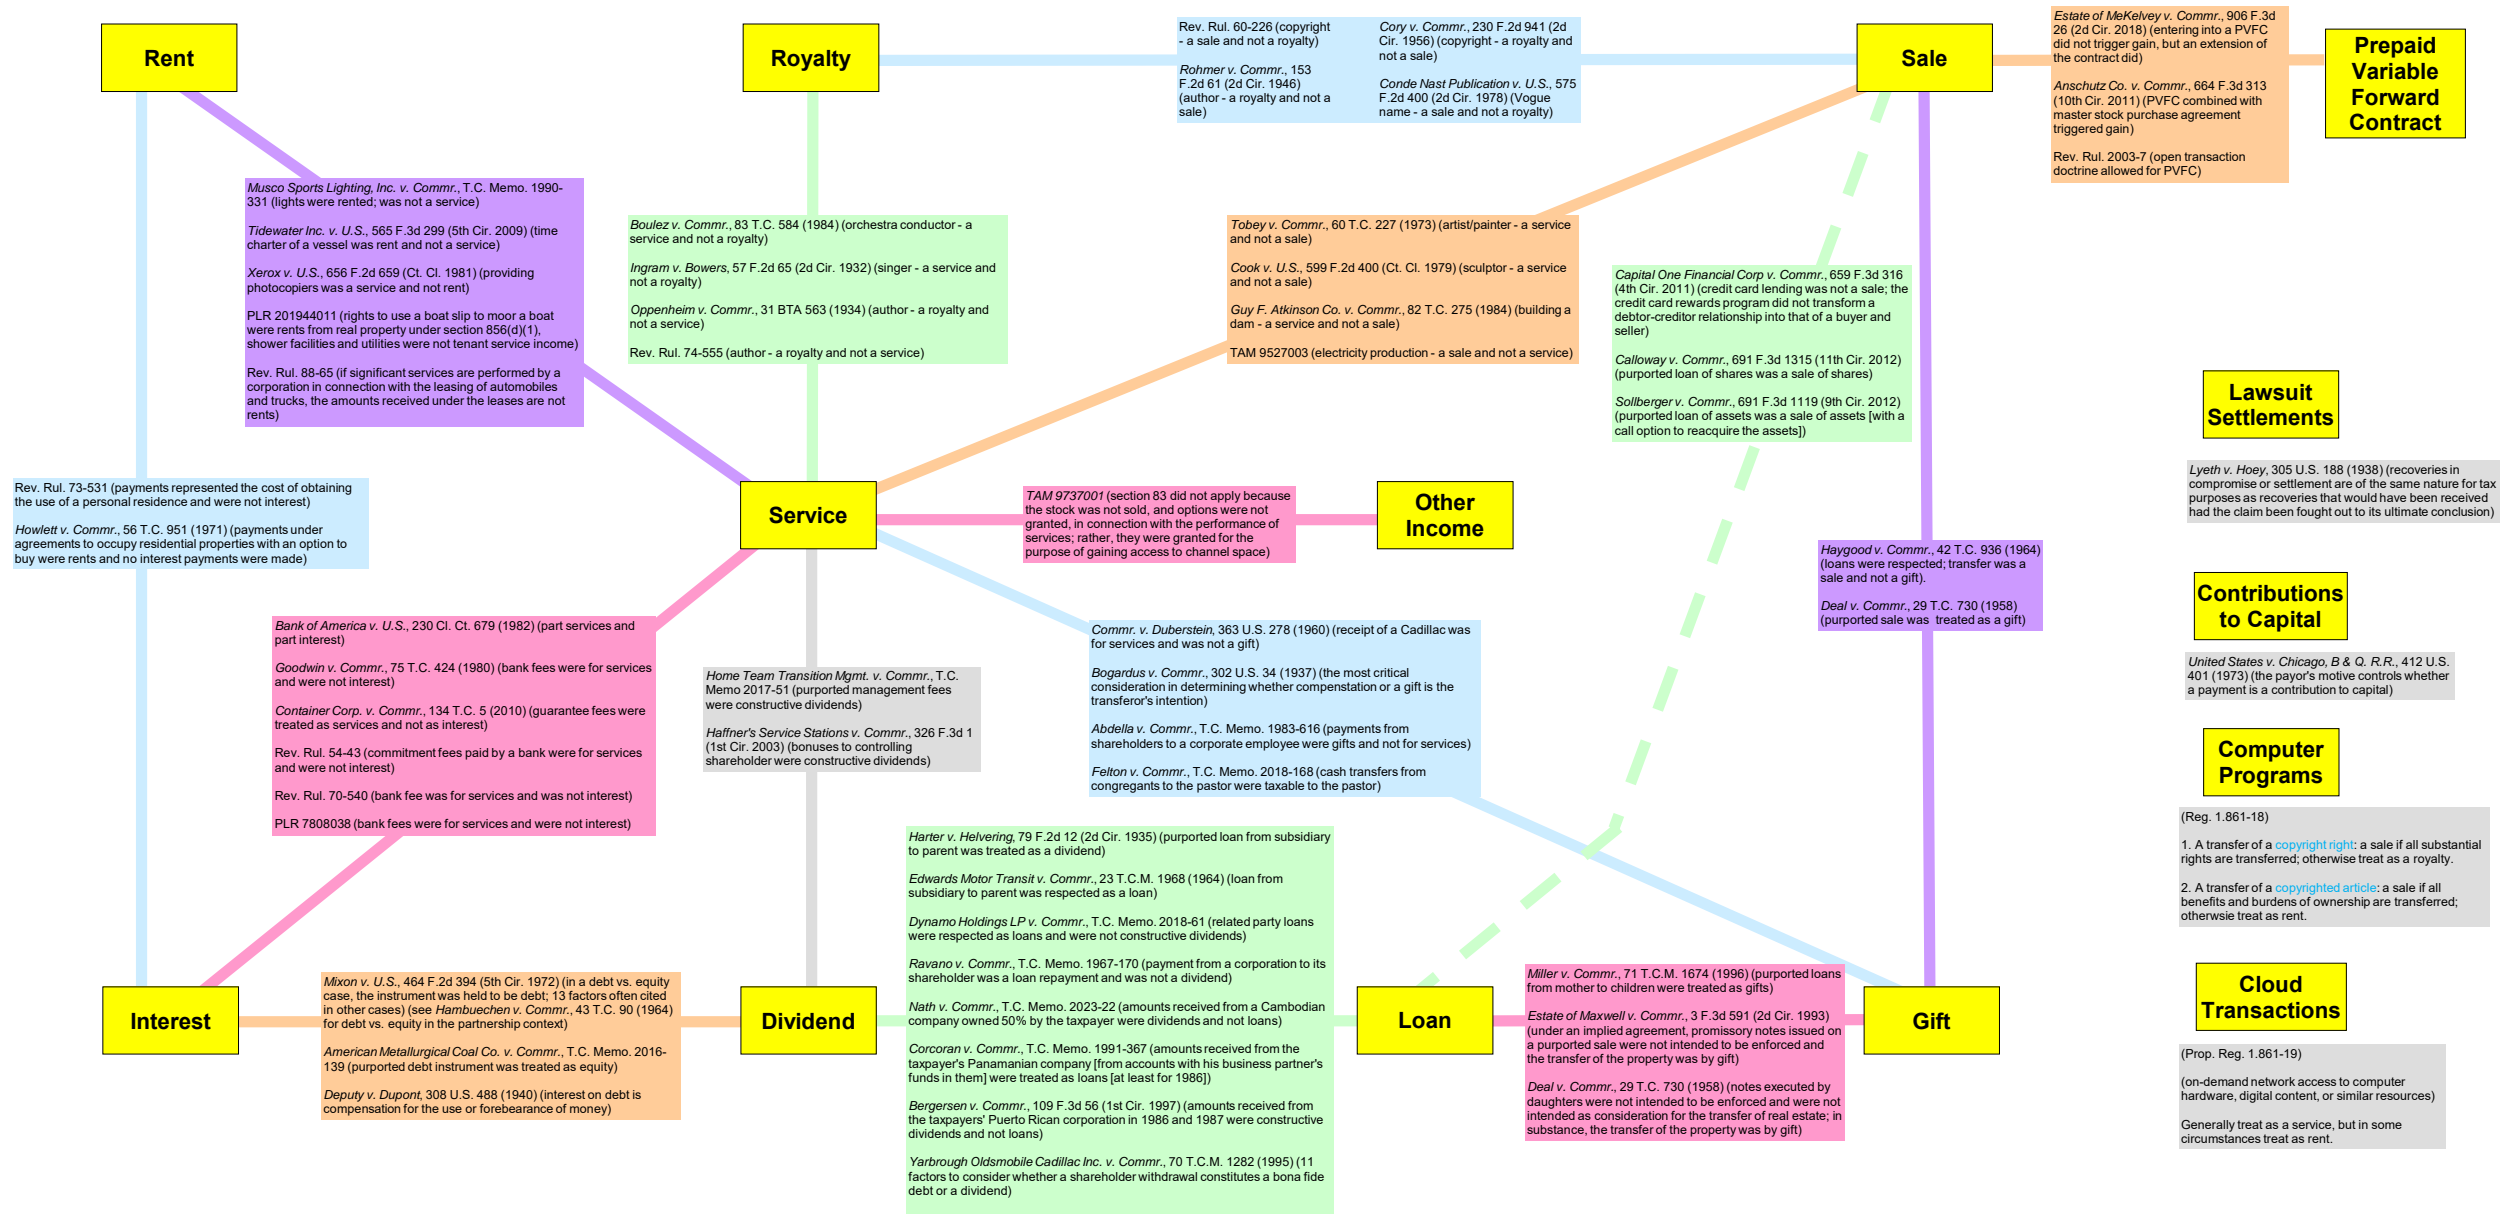 Rent
Royalty
Rev. Rul. 60-226 (copyright
- a sale and not a royalty)
Rohmer v. Commr., 153
F.2d 61 (2d Cir. 1946)
(author - a royalty and not a
sale)
Cory v. Commr., 230 F.2d 941 (2d
Cir. 1956) (copyright - a royalty and
not a sale)
Conde Nast Publication v. U.S., 575
F.2d 400 (2d Cir. 1978) (Vogue
name - a sale and not a royalty)
Sale
Estate of MeKelvey v. Commr., 906 F.3d
26 (2d Cir. 2018) (entering into a PVFC
did not trigger gain, but an extension of
the contract did)
Anschutz Co. v. Commr., 664 F.3d 313
(10th Cir. 2011) (PVFC combined with
master stock purchase agreement
triggered gain)
Rev. Rul. 2003-7 (open transaction
doctrine allowed for PVFC)
Prepaid
Variable
Forward
Contract
Musco Sports Lighting, Inc. v. Commr., T.C. Memo. 1990-
331 (lights were rented; was not a service)
Tidewater Inc. v. U.S., 565 F.3d 299 (5th Cir. 2009) (time
charter of a vessel was rent and not a service)
Xerox v. U.S., 656 F.2d 659 (Ct. Cl. 1981) (providing
photocopiers was a service and not rent)
PLR 201944011 (rights to use a boat slip to moor a boat
were rents from real property under section 856(d)(1),
shower facilities and utilities were not tenant service income)
Rev. Rul. 88-65 (if significant services are performed by a
corporation in connection with the leasing of automobiles
and trucks, the amounts received under the leases are not
rents)
Boulez v. Commr., 83 T.C. 584 (1984) (orchestra conductor - a
service and not a royalty)
Ingram v. Bowers, 57 F.2d 65 (2d Cir. 1932) (singer - a service and
not a royalty)
Oppenheim v. Commr., 31 BTA 563 (1934) (author - a royalty and
not a service)
Rev. Rul. 74-555 (author - a royalty and not a service)
Tobey v. Commr., 60 T.C. 227 (1973) (artist/painter - a service
and not a sale)
Cook v. U.S., 599 F.2d 400 (Ct. Cl. 1979) (sculptor - a service
and not a sale)
Guy F. Atkinson Co. v. Commr., 82 T.C. 275 (1984) (building a
dam - a service and not a sale)
TAM 9527003 (electricity production - a sale and not a service)
Capital One Financial Corp v. Commr., 659 F.3d 316
(4th Cir. 2011) (credit card lending was not a sale; the
credit card rewards program did not transform a
debtor-creditor relationship into that of a buyer and
seller)
Calloway v. Commr., 691 F.3d 1315 (11th Cir. 2012)
(purported loan of shares was a sale of shares)
Sollberger v. Commr., 691 F.3d 1119 (9th Cir. 2012)
(purported loan of assets was a sale of assets [with a
call option to reacquire the assets])
Lawsuit
Settlements
Lyeth v. Hoey, 305 U.S. 188 (1938) (recoveries in
compromise or settlement are of the same nature for tax
purposes as recoveries that would have been received
had the claim been fought out to its ultimate conclusion)
Rev. Rul. 73-531 (payments represented the cost of obtaining
the use of a personal residence and were not interest)
Howlett v. Commr., 56 T.C. 951 (1971) (payments under
agreements to occupy residential properties with an option to
buy were rents and no interest payments were made)
Service
TAM 9737001 (section 83 did not apply because
the stock was not sold, and options were not
granted, in connection with the performance of
services; rather, they were granted for the
purpose of gaining access to channel space)
Other
Income
Haygood v. Commr., 42 T.C. 936 (1964)
(loans were respected; transfer was a
sale and not a gift).
Deal v. Commr., 29 T.C. 730 (1958)
(purported sale was treated as a gift)
Contributions
to Capital
United States v. Chicago, B & Q. R.R., 412 U.S.
401 (1973) (the payor's motive controls whether
a payment is a contribution to capital)
Bank of America v. U.S., 230 Cl. Ct. 679 (1982) (part services and
part interest)
Goodwin v. Commr., 75 T.C. 424 (1980) (bank fees were for services
and were not interest)
Container Corp. v. Commr., 134 T.C. 5 (2010) (guarantee fees were
treated as services and not as interest)
Rev. Rul. 54-43 (commitment fees paid by a bank were for services
and were not interest)
Rev. Rul. 70-540 (bank fee was for services and was not interest)
PLR 7808038 (bank fees were for services and were not interest)
Home Team Transition Mgmt. v. Commr., T.C.
Memo 2017-51 (purported management fees
were constructive dividends)
Haffner's Service Stations v. Commr., 326 F.3d 1
(1st Cir. 2003) (bonuses to controlling
shareholder were constructive dividends)
Commr. v. Duberstein, 363 U.S. 278 (1960) (receipt of a Cadillac was
for services and was not a gift)
Bogardus v. Commr., 302 U.S. 34 (1937) (the most critical
consideration in determining whether compenstation or a gift is the
transferor's intention)
Abdella v. Commr., T.C. Memo. 1983-616 (payments from
shareholders to a corporate employee were gifts and not for services)
Felton v. Commr., T.C. Memo. 2018-168 (cash transfers from
congregants to the pastor were taxable to the pastor)
Computer
Programs
(Reg. 1.861-18)
1. A transfer of a copyright right: a sale if all substantial
rights are transferred; otherwise treat as a royalty.
2. A transfer of a copyrighted article: a sale if all
benefits and burdens of ownership are transferred;
otherwsie treat as rent.
Interest
Mixon v. U.S., 464 F.2d 394 (5th Cir. 1972) (in a debt vs. equity
case, the instrument was held to be debt; 13 factors often cited
in other cases) (see Hambuechen v. Commr., 43 T.C. 90 (1964)
for debt vs. equity in the partnership context)
American Metallurgical Coal Co. v. Commr., T.C. Memo. 2016-
139 (purported debt instrument was treated as equity)
Deputy v. Dupont, 308 U.S. 488 (1940) (interest on debt is
compensation for the use or forebearance of money)
Dividend
Harter v. Helvering, 79 F.2d 12 (2d Cir. 1935) (purported loan from subsidiary
to parent was treated as a dividend)
Edwards Motor Transit v. Commr., 23 T.C.M. 1968 (1964) (loan from
subsidiary to parent was respected as a loan)
Dynamo Holdings LP v. Commr., T.C. Memo. 2018-61 (related party loans
were respected as loans and were not constructive dividends)
Ravano v. Commr., T.C. Memo. 1967-170 (payment from a corporation to its
shareholder was a loan repayment and was not a dividend)
Nath v. Commr., T.C. Memo. 2023-22 (amounts received from a Cambodian
company owned 50% by the taxpayer were dividends and not loans)
Corcoran v. Commr., T.C. Memo. 1991-367 (amounts received from the
taxpayer's Panamanian company [from accounts with his business partner's
funds in them] were treated as loans [at least for 1986])
Bergersen v. Commr., 109 F.3d 56 (1st Cir. 1997) (amounts received from
the taxpayers' Puerto Rican corporation in 1986 and 1987 were constructive
dividends and not loans)
Yarbrough Oldsmobile Cadillac Inc. v. Commr., 70 T.C.M. 1282 (1995) (11
factors to consider whether a shareholder withdrawal constitutes a bona fide
debt or a dividend)
Loan
Miller v. Commr., 71 T.C.M. 1674 (1996) (purported loans
from mother to children were treated as gifts)
Estate of Maxwell v. Commr., 3 F.3d 591 (2d Cir. 1993)
(under an implied agreement, promissory notes issued on
a purported sale were not intended to be enforced and
the transfer of the property was by gift)
Deal v. Commr., 29 T.C. 730 (1958) (notes executed by
daughters were not intended to be enforced and were not
intended as consideration for the transfer of real estate; in
substance, the transfer of the property was by gift)
Gift
Cloud
Transactions
(Prop. Reg. 1.861-19)
(on-demand network access to computer
hardware, digital content, or similar resources)
Generally treat as a service, but in some
circumstances treat as rent.